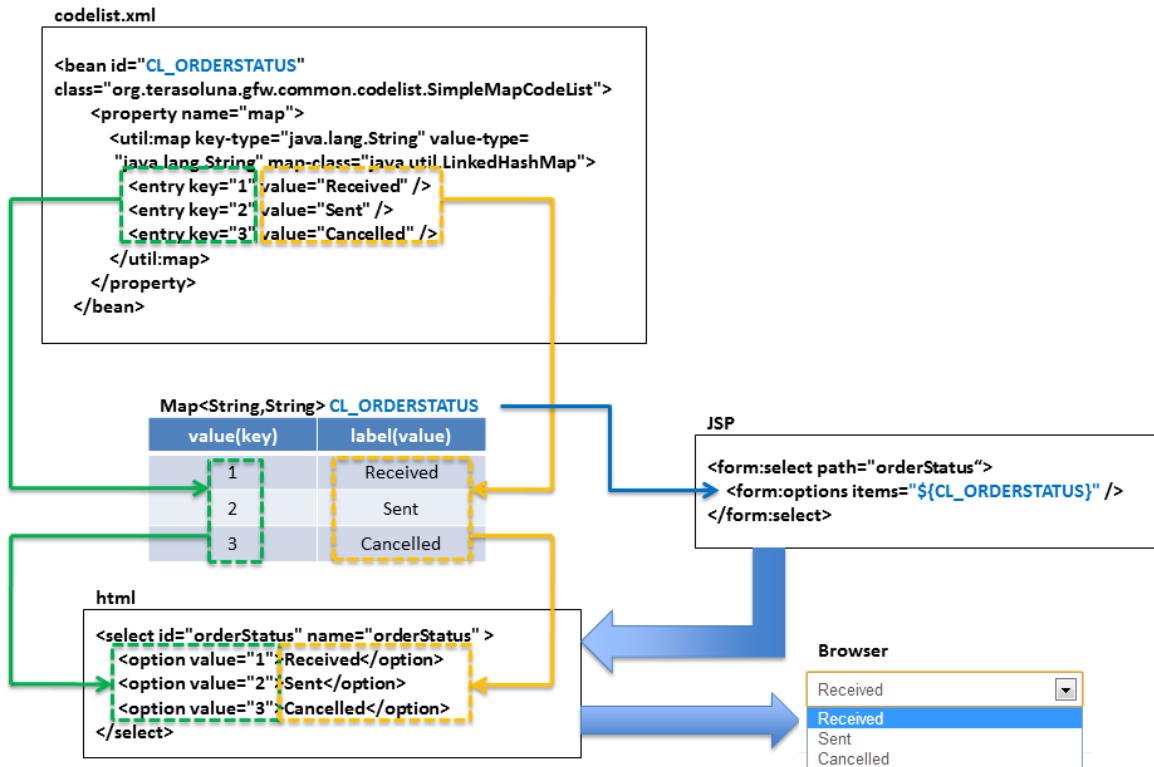 codelist.xml
<bean id="CL_ORDERSTATUS"
class="org.terasoluna.gfw.common.codelist.SimpleMapCodeList">
<property name="map">
<util:map key-type="java.lang.String" value-type=
"java.lang.String" map-class="java.util.LinkedHashMap">
<entry key="1" value="Received" />
<entry key="2" value="Sent" />
<entry key="3" value="Cancelled" />
</util:map>
</property>
</bean>
Map<String,String> CL_ORDERSTATUS
value(key) label(value)
1 Received
2 Sent
3 Cancelled
JSP
<form:select path="orderStatus“>
<form:options items="${CL_ORDERSTATUS}" />
</form:select>
html
<select id="orderStatus" name="orderStatus" >
<option value="1">Received</option>
<option value="2">Sent</option>
<option value="3">Cancelled</option>
</select>
Browser
Received
Received
Sent
Cancelled